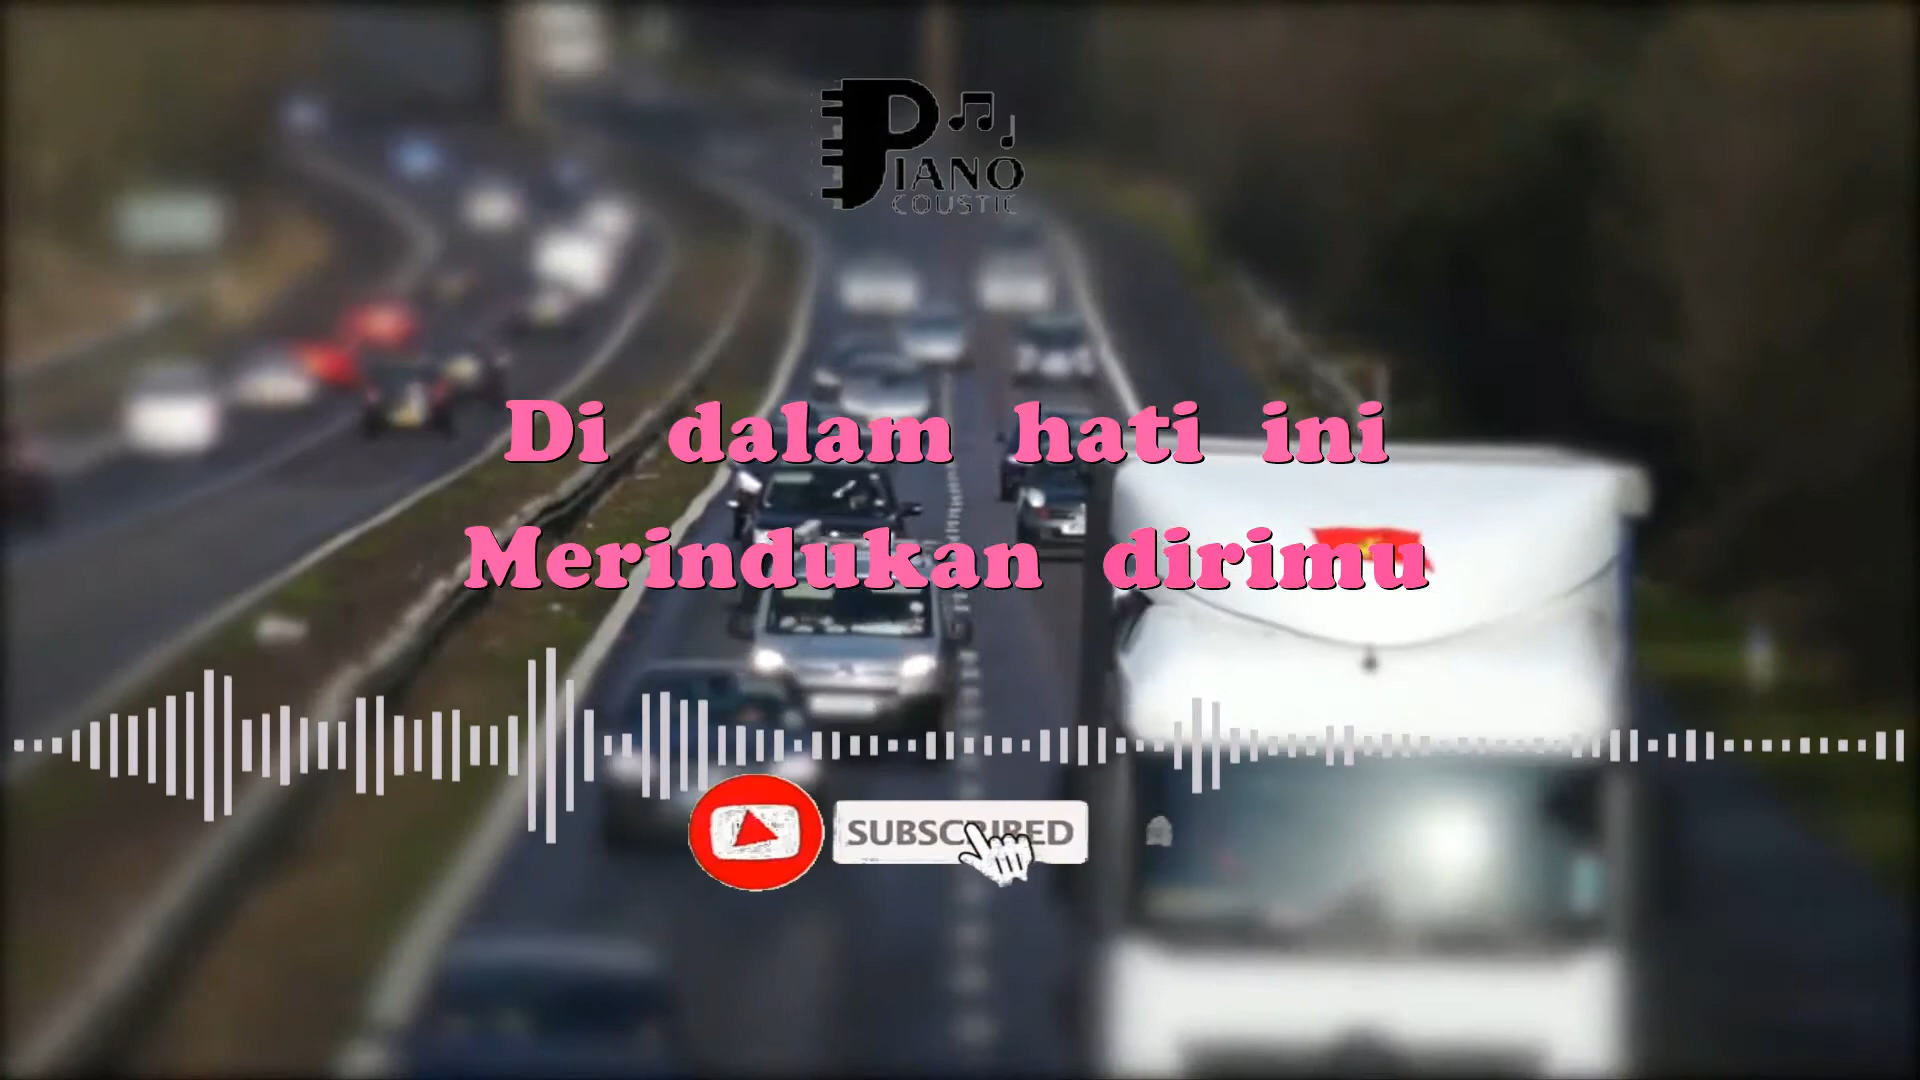 PIANO
COUSTIC
Di dalam hati ini
Merindukan dirimu
SUBSCRIBED